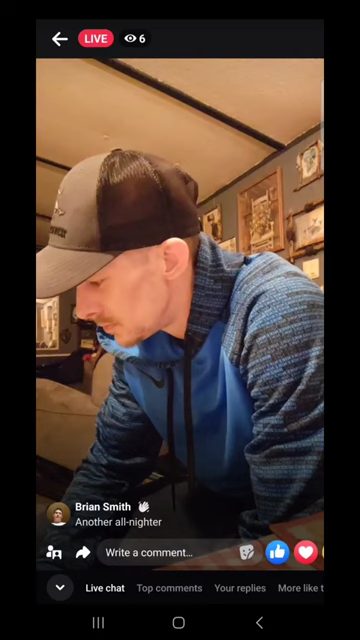 LIVE 6
Brian Smith
Another all-nighter
Write a comment...
Live chat Top comments Your replies More like t